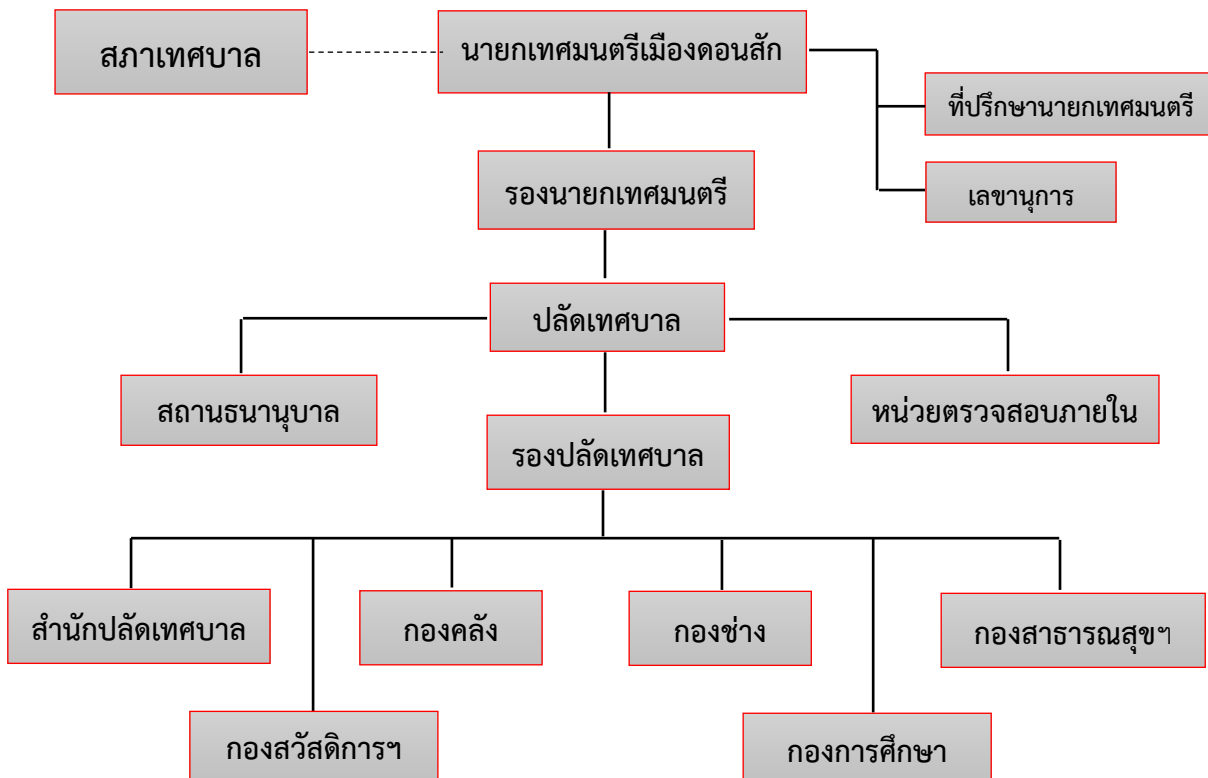 สภาเทศบาล
นายกเทศมนตรีเมืองดอนสัก
ที่ปรึกษานายกเทศมนตรี
เลขานุการ
รองนายกเทศมนตรี
ปลัดเทศบาล
สถานธนานุบาล
หน่วยตรวจสอบภายใน
รองปลัดเทศบาล
สำนักปลัดเทศบาล
กองคลัง
กองช่าง
กองสาธารณสุขฯ
กองสวัสดิการฯ
กองการศึกษา